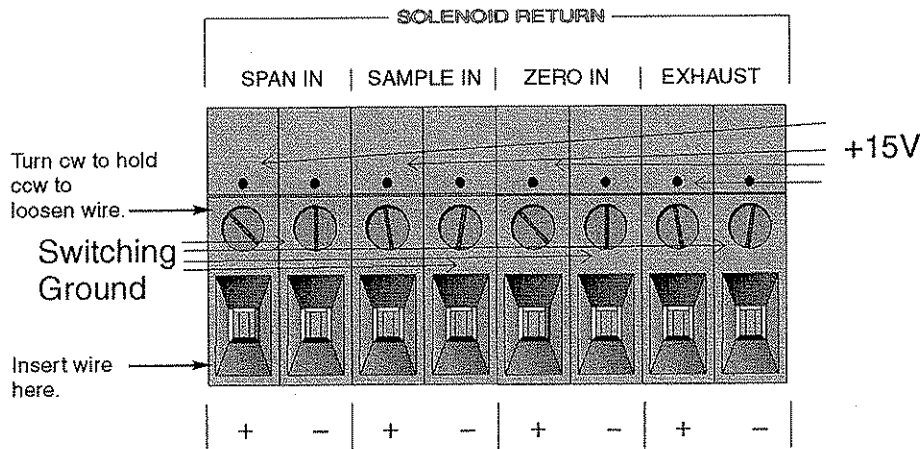 SOLENOID RETURN
SPAN IN SAMPLE IN ZERO IN EXHAUST
+15V
Turn cw to hold
ccw to
loosen wire.
Switching
Ground
Insert wire
here.
+ − + − + − + −